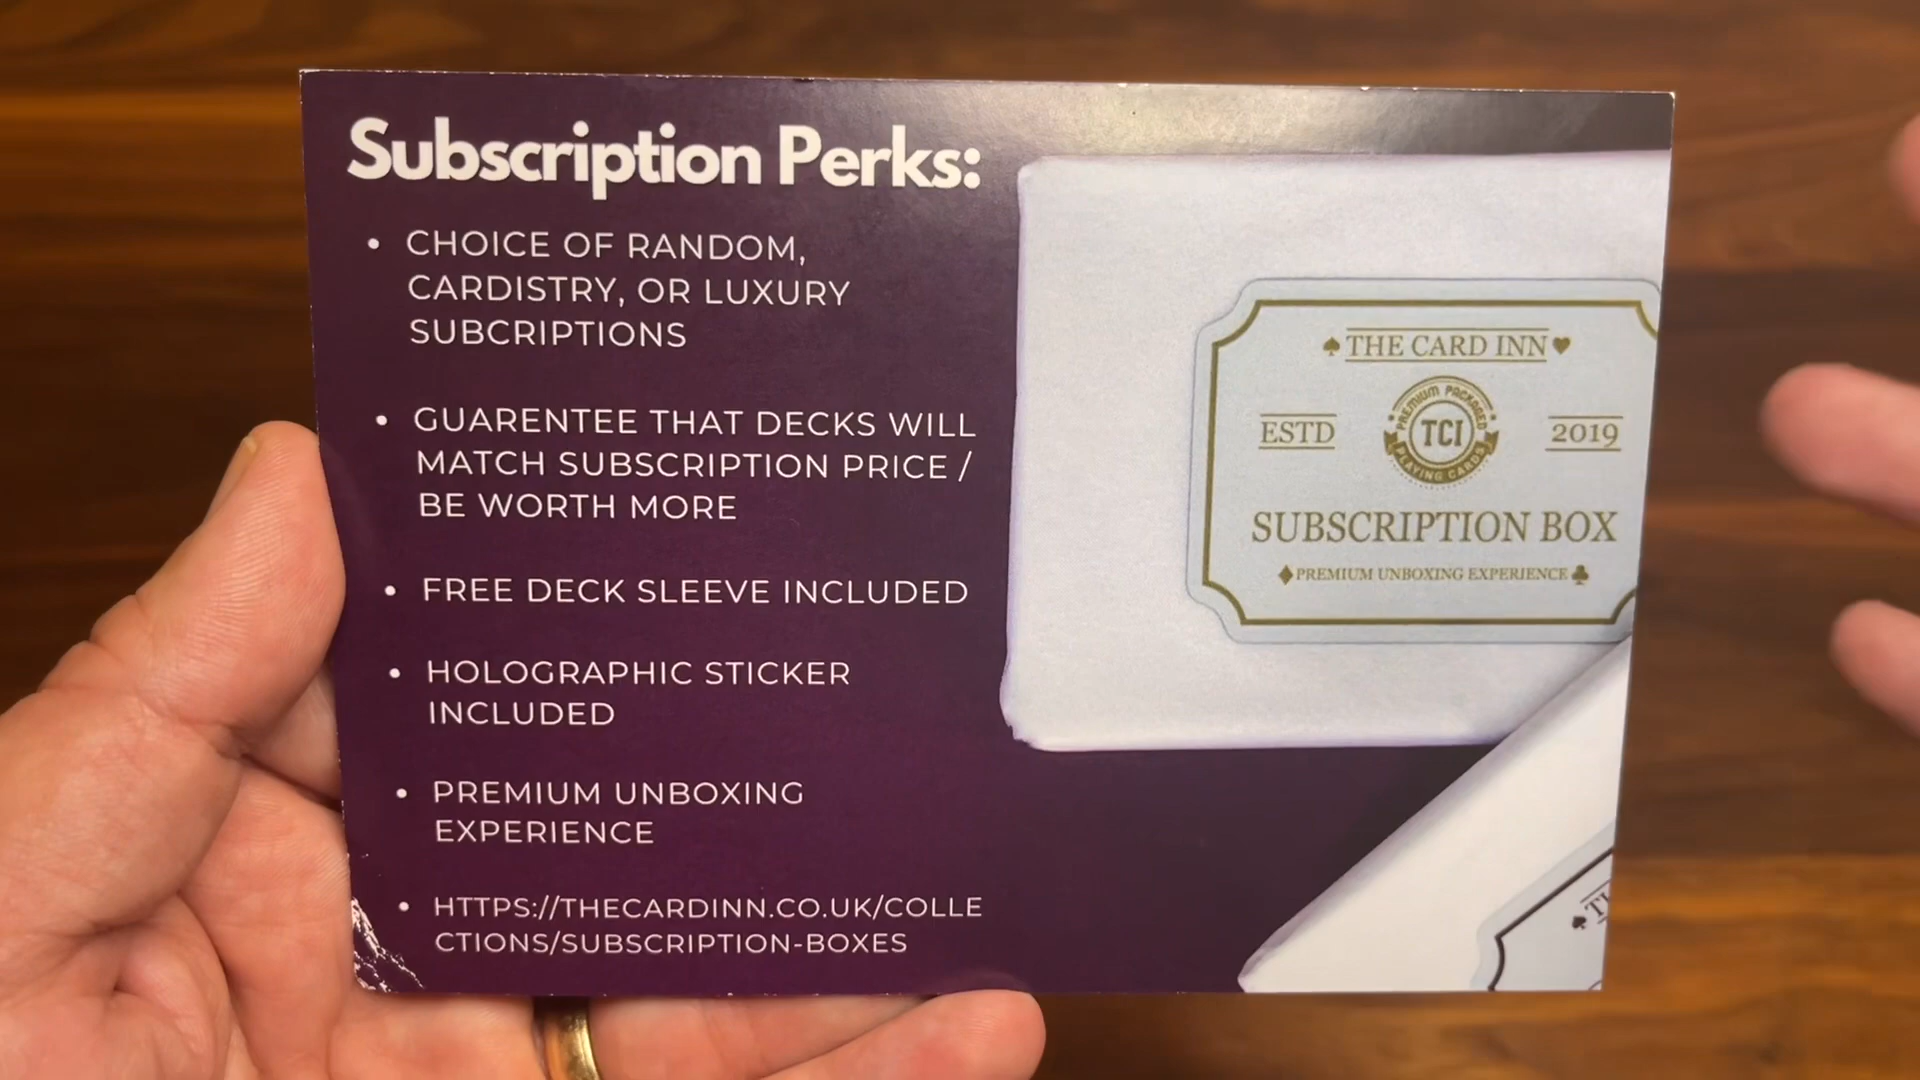 Subscription Perks:
• CHOICE OF RANDOM,
CARDISTRY, OR LUXURY
SUBCRIPTIONS
• GUARENTEE THAT DECKS WILL
MATCH SUBSCRIPTION PRICE /
BE WORTH MORE
• FREE DECK SLEEVE INCLUDED
• HOLOGRAPHIC STICKER
INCLUDED
• PREMIUM UNBOXING
EXPERIENCE
• HTTPS://THECARDINN.CO.UK/COLLE
CTIONS/SUBSCRIPTION-BOXES
♠ THE CARD INN ♥
PREMIUM PACKAGED
ESTD TCI 2019
PLAYING CARDS
SUBSCRIPTION BOX
♦ PREMIUM UNBOXING EXPERIENCE ♣